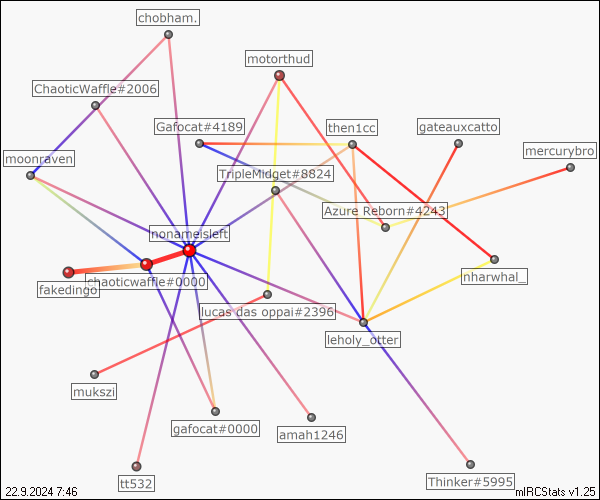 chobham.
motorthud
ChaoticWaffle#2006
Gafocat#4189
then1cc
gateauxcatto
mercurybro
moonraven
TripleMidget#8824
Azure Reborn#4243
nonameisleft
nharwhal_
fakedingo
chaoticwaffle#0000
lucas das oppai#2396
leholy_otter
mukszi
gafocat#0000
amah1246
tt532
Thinker#5995
22.9.2024 7:46
mIRCStats v1.25